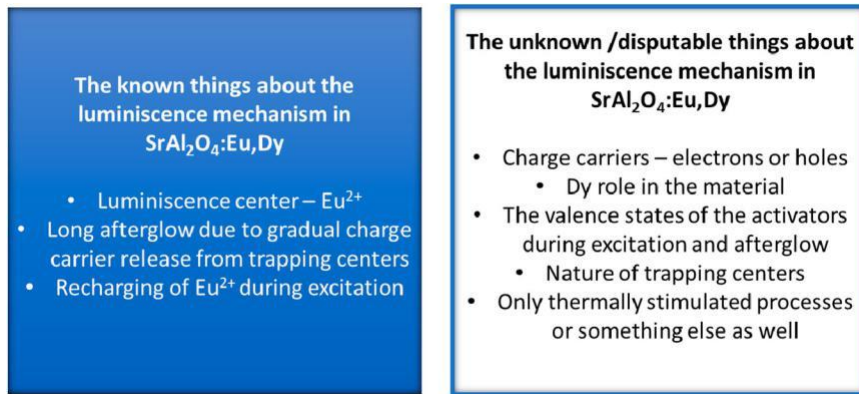 The known things about the
luminiscence mechanism in
SrAl₂O₄:Eu,Dy
• Luminiscence center – Eu²⁺
• Long afterglow due to gradual charge
carrier release from trapping centers
• Recharging of Eu²⁺ during excitation
The unknown /disputable things about
the luminiscence mechanism in
SrAl₂O₄:Eu,Dy
• Charge carriers – electrons or holes
• Dy role in the material
• The valence states of the activators
during excitation and afterglow
• Nature of trapping centers
• Only thermally stimulated processes
or something else as well